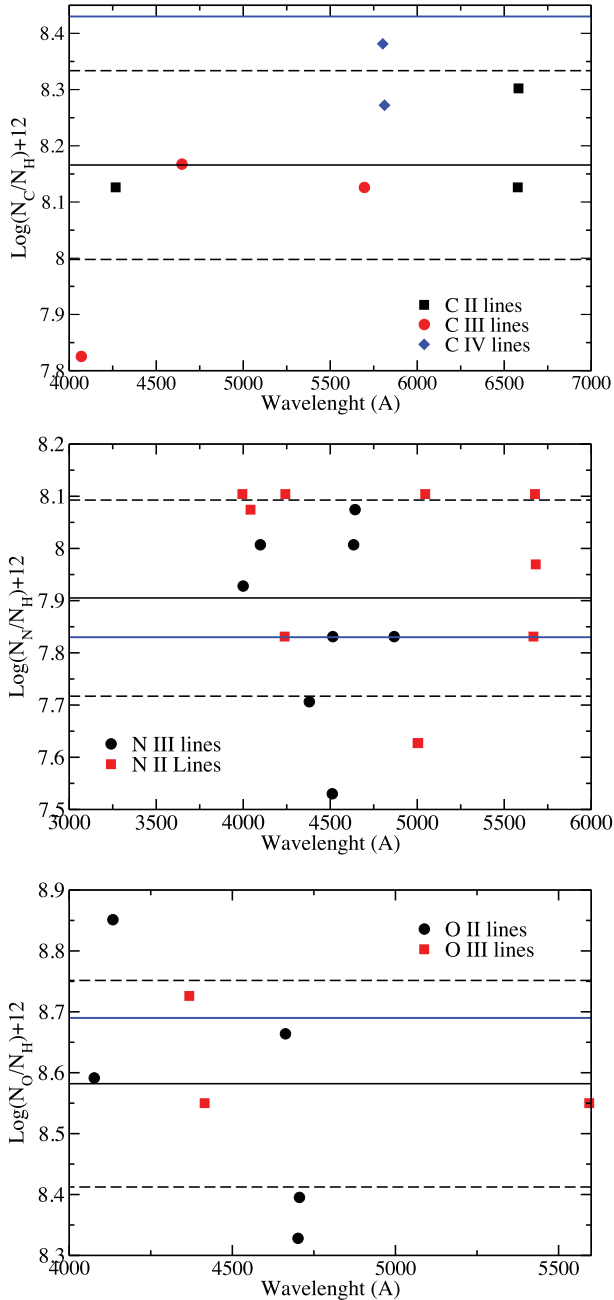 8.4
8.3
8.2
8.1
8
7.9
7.8
Log(N_C/N_H)+12
C II lines
C III lines
C IV lines
4000 4500 5000 5500 6000 6500 7000
Wavelenght (A)
8.2
8.1
8
7.9
7.8
7.7
7.6
7.5
Log(N_N/N_H)+12
N III lines
N II Lines
3000 3500 4000 4500 5000 5500 6000
Wavelenght (A)
8.9
8.8
8.7
8.6
8.5
8.4
8.3
Log(N_O/N_H)+12
O II lines
O III lines
4000 4500 5000 5500
Wavelenght (A)